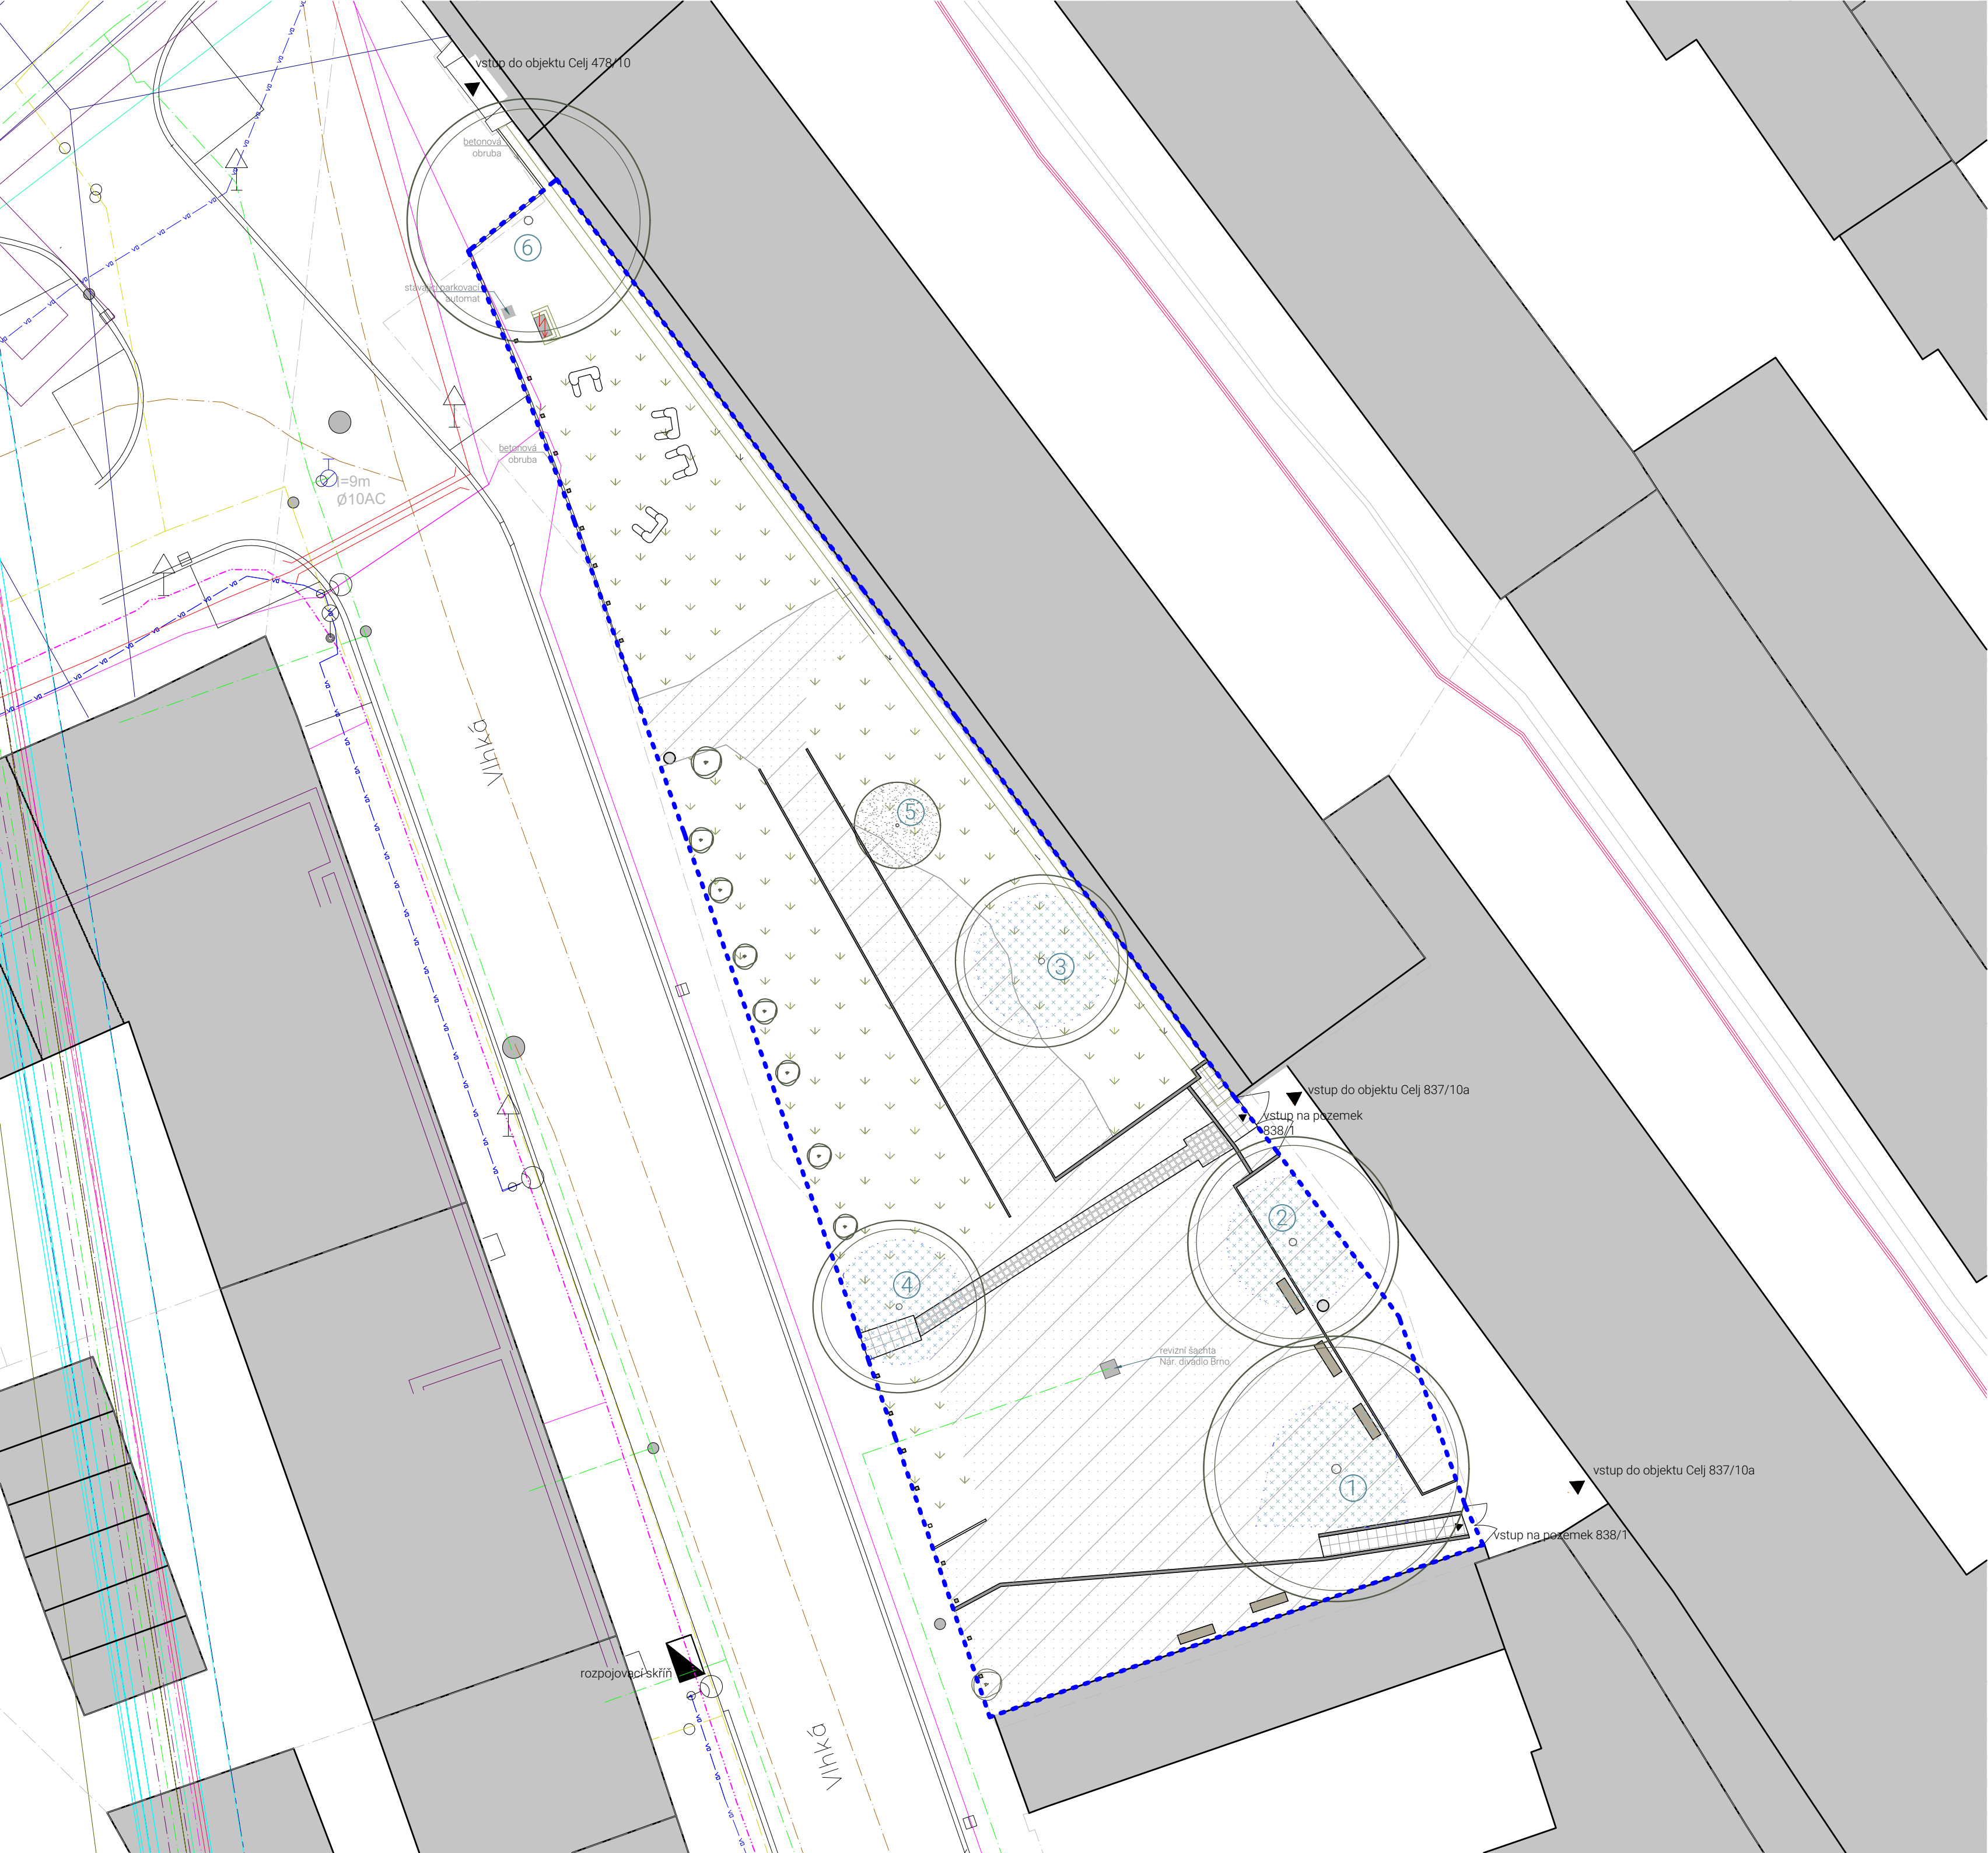 vstup do objektu Celj 478/10
betonová
obruba
6
stavající parkovací
automat
betonová
obruba
l=9m
Ø10AC
Vlhká
5
3
vstup do objektu Celj 837/10a
vstup na pozemek
838/1
2
4
revizní šachta
Nár. divadlo Brno
1
vstup do objektu Celj 837/10a
vstup na pozemek 838/1
rozpojovací skříň
Vlhká